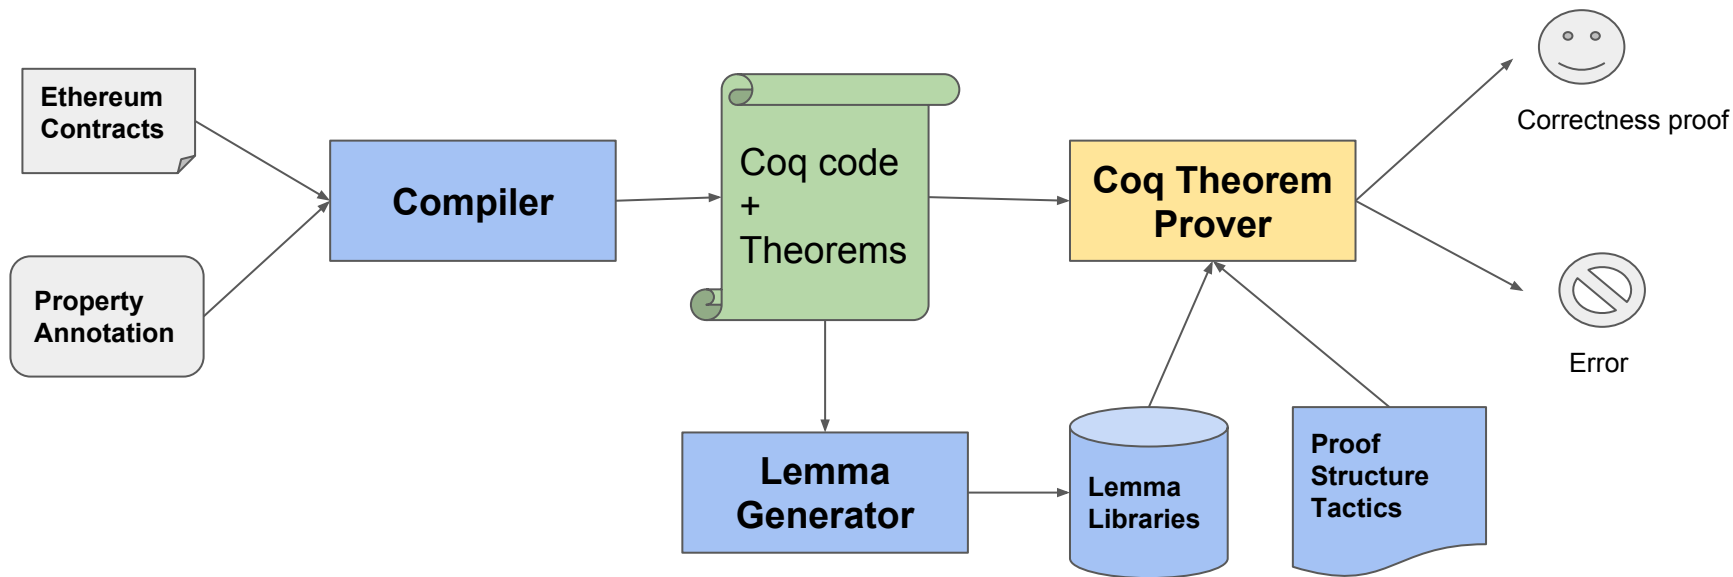 Ethereum
Contracts
Property
Annotation
Compiler
Coq code
+
Theorems
Coq Theorem
Prover
Correctness proof
Error
Lemma
Generator
Lemma
Libraries
Proof
Structure
Tactics